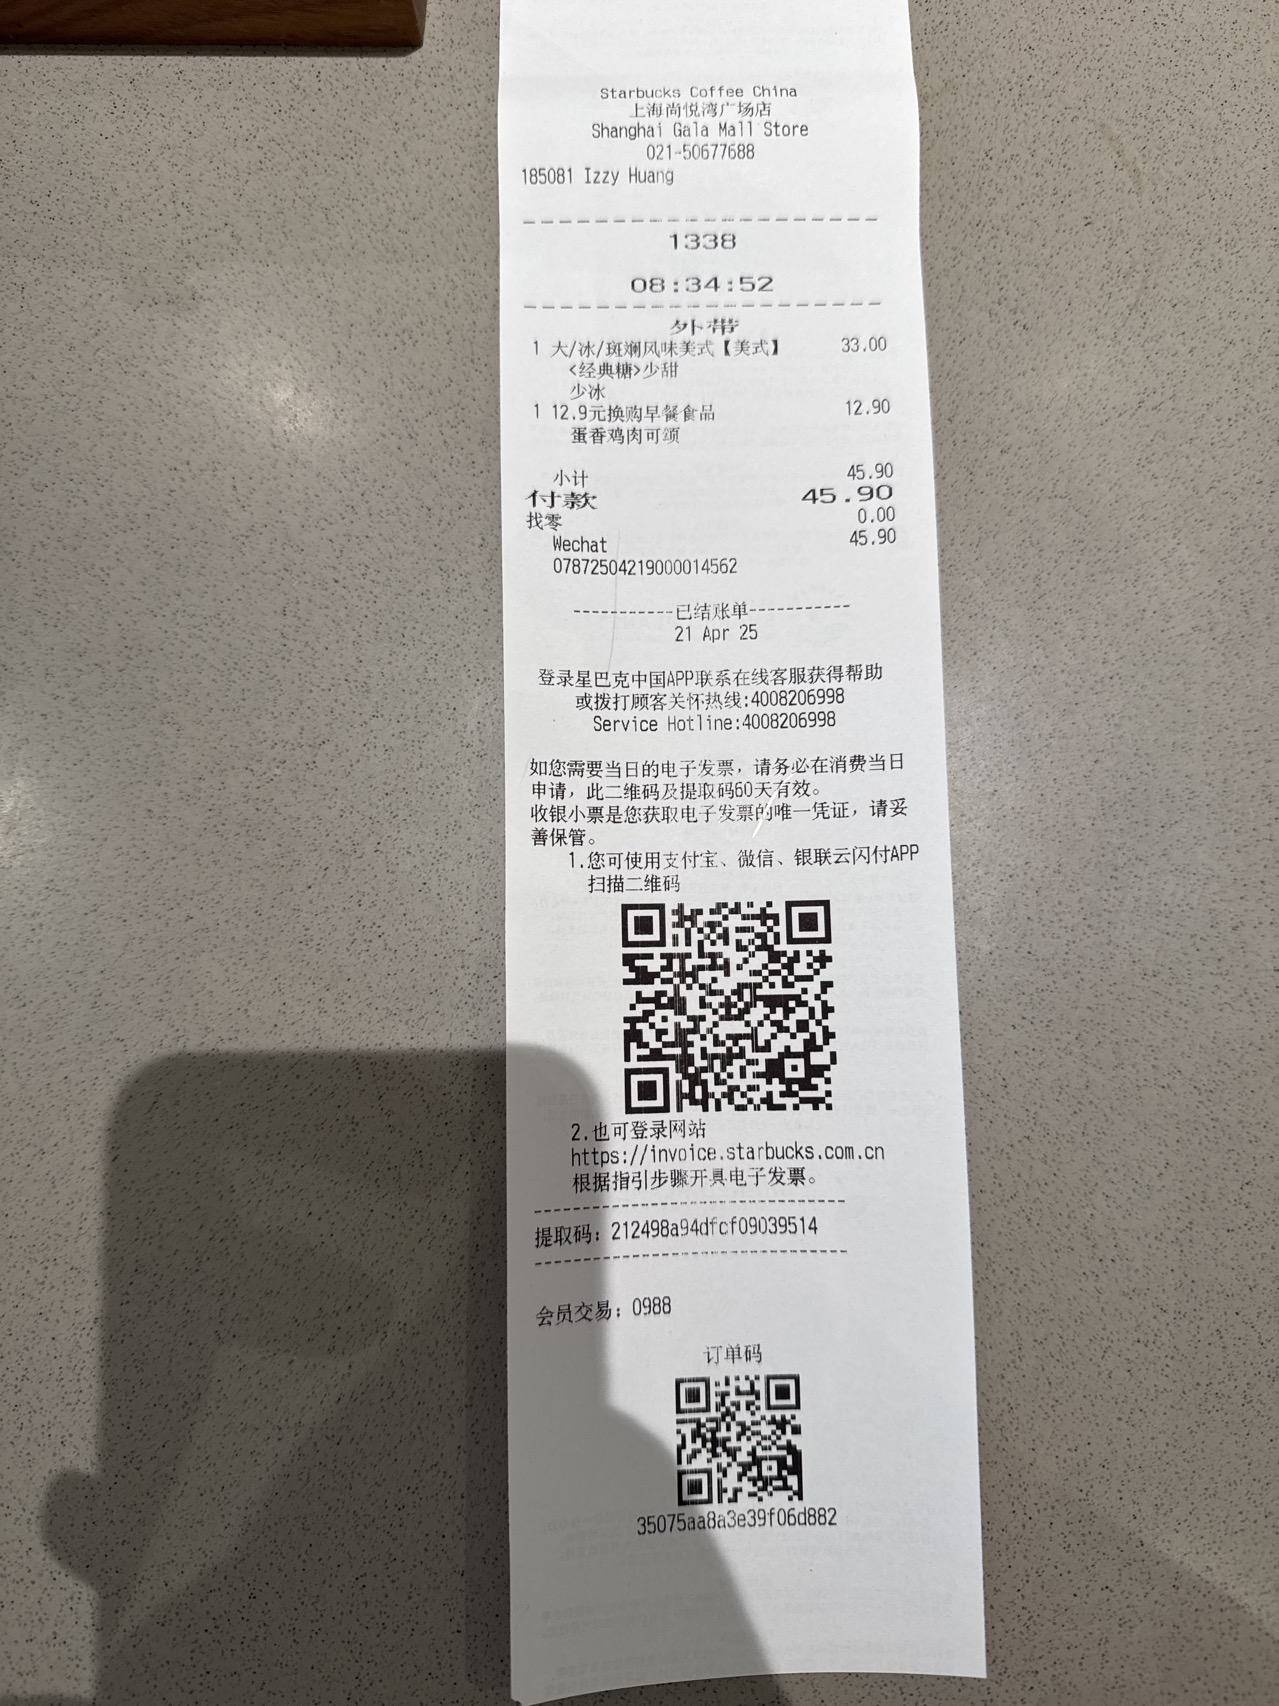 Starbucks Coffee China
上海尚悦湾广场店
Shanghai Gala Mall Store
021-50677688
185081 Izzy Huang
1338
08:34:52
外带
1 大/冰/斑斓风味美式【美式】 33.00
<经典糖>少甜
少冰
1 12.9元换购早餐食品 12.90
蛋香鸡肉可颂
小计 45.90
付款 45.90
找零 0.00
Wechat 45.90
07872504219000014562
-----------已结账单-----------
21 Apr 25
登录星巴克中国APP联系在线客服获得帮助
或拨打顾客关怀热线:4008206998
Service Hotline:4008206998
如您需要当日的电子发票，请务必在消费当日
申请，此二维码及提取码60天有效。
收银小票是您获取电子发票的唯一凭证，请妥
善保管。
1.您可使用支付宝、微信、银联云闪付APP
扫描二维码
2.也可登录网站
https://invoice.starbucks.com.cn
根据指引步骤开具电子发票。
提取码：212498a94dfcf09039514
会员交易：0988
订单码
35075aa8a3e39f06d882